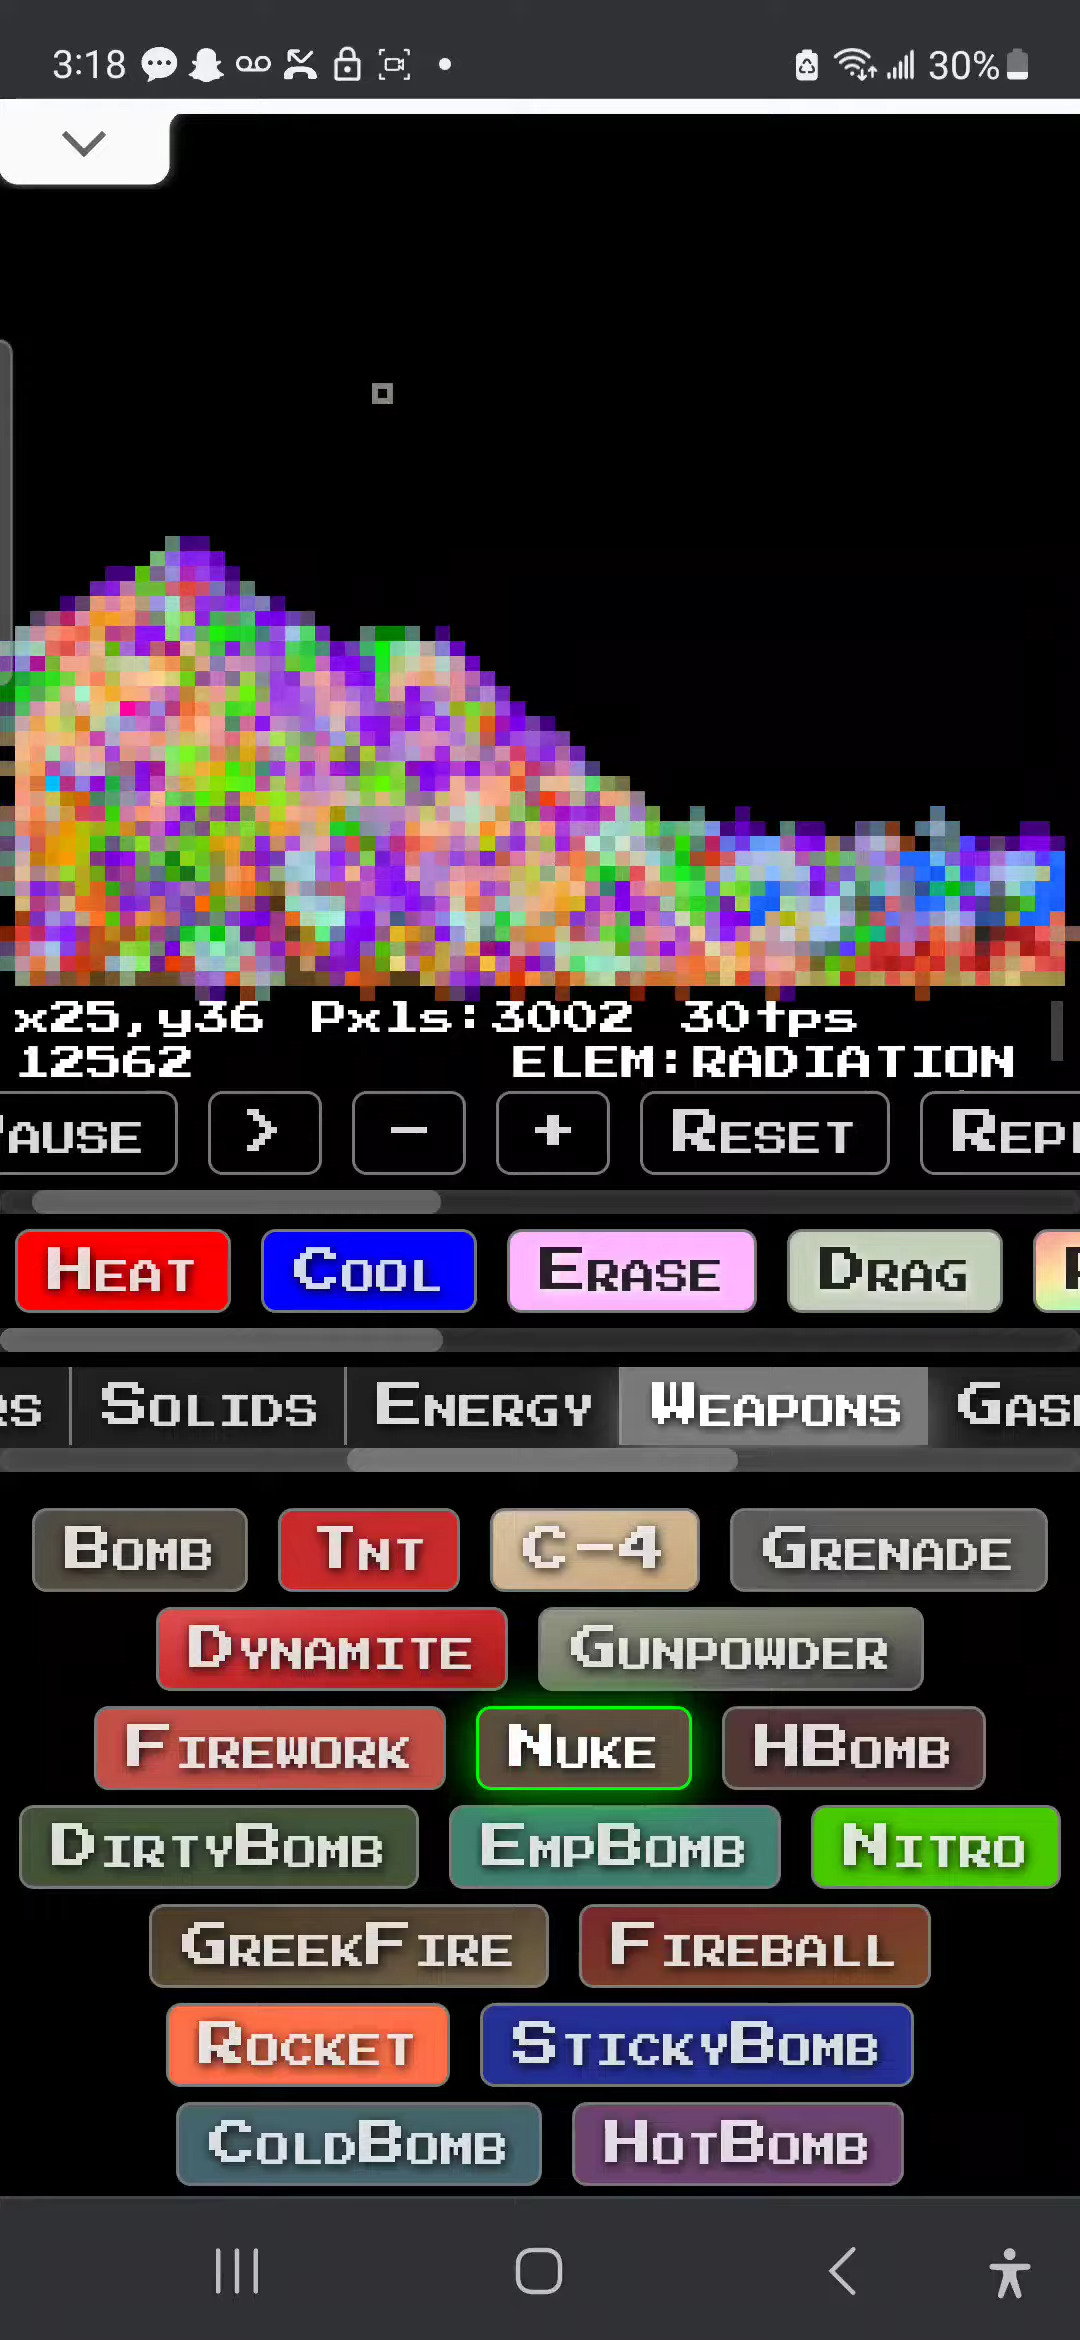 3:18 30%
x25,y36 Pxls:3002 30tps
12562 ELEM:RADIATION
AUSE > - + RESET REP
HEAT COOL ERASE DRAG
RS SOLIDS ENERGY WEAPONS GAS
BOMB TNT C-4 GRENADE
DYNAMITE GUNPOWDER
FIREWORK NUKE HBOMB
DIRTYBOMB EMPBOMB NITRO
GREEKFIRE FIREBALL
ROCKET STICKYBOMB
COLDBOMB HOTBOMB